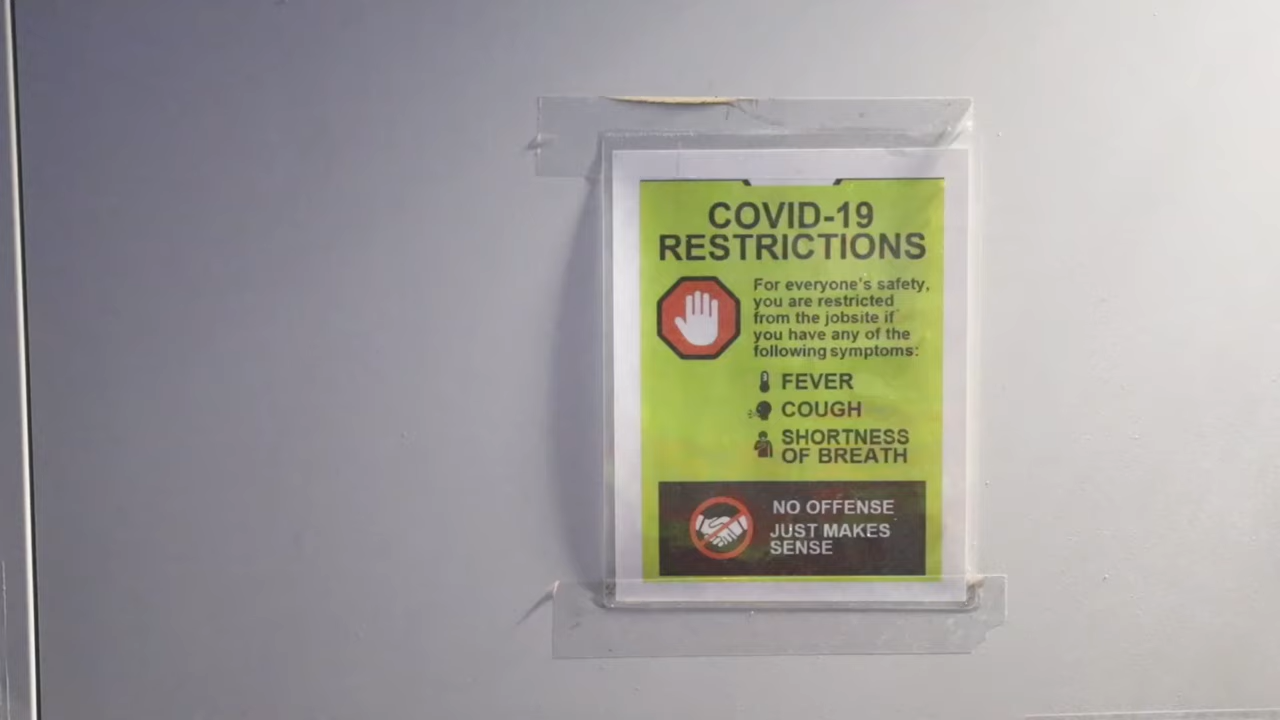 COVID-19
RESTRICTIONS
For everyone's safety,
you are restricted
from the jobsite if
you have any of the
following symptoms:
FEVER
COUGH
SHORTNESS
OF BREATH
NO OFFENSE
JUST MAKES
SENSE